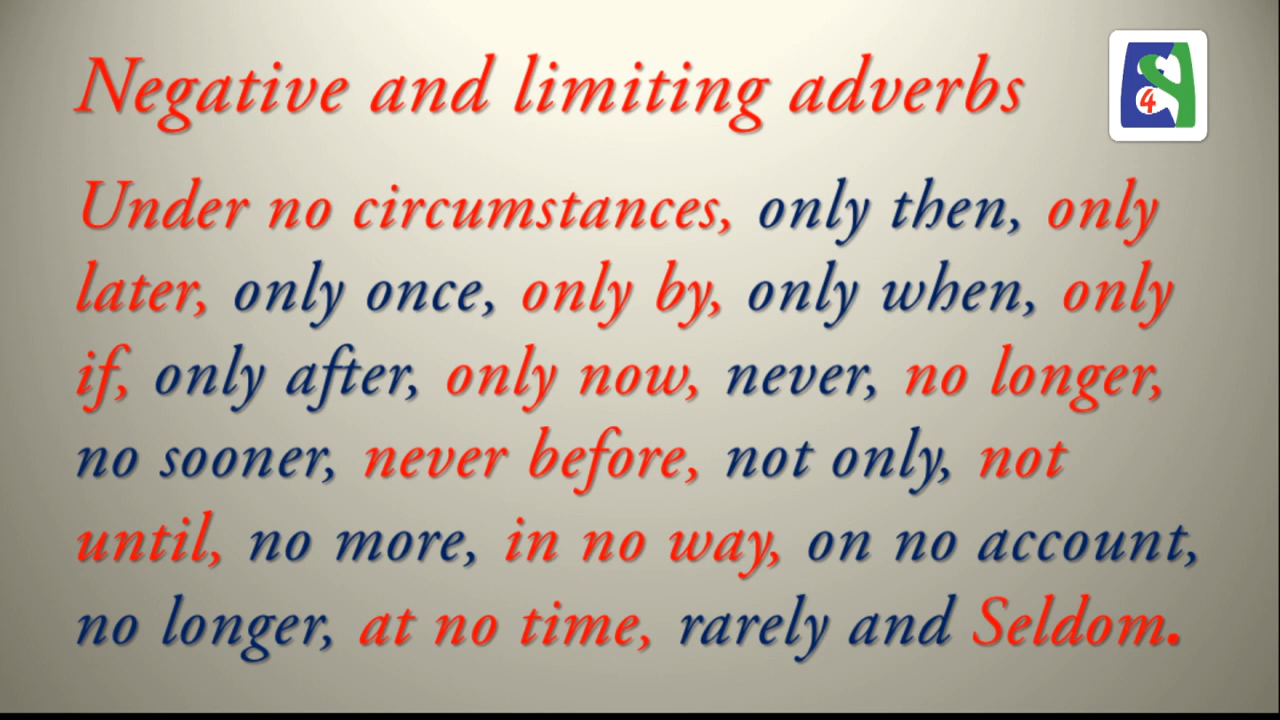 Negative and limiting adverbs
4
Under no circumstances, only then, only
later, only once, only by, only when, only
if, only after, only now, never, no longer,
no sooner, never before, not only, not
until, no more, in no way, on no account,
no longer, at no time, rarely and Seldom.